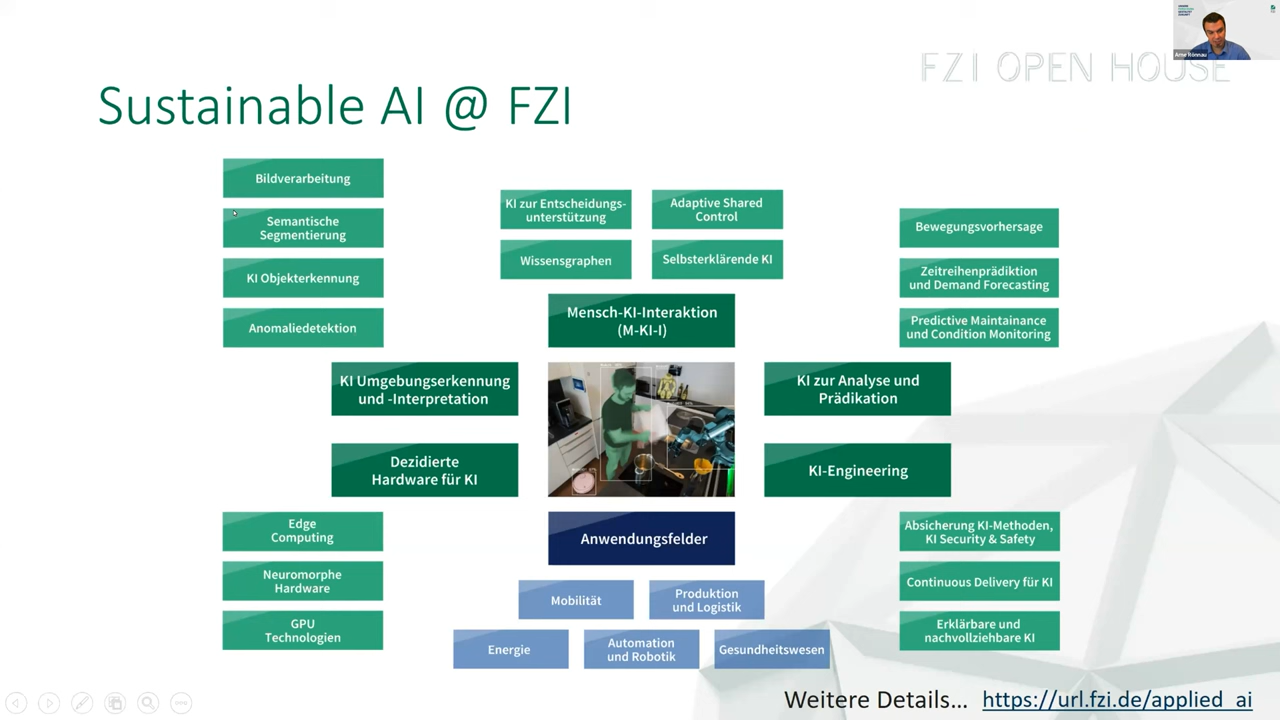 Arne Rönnau
FZI OPEN HOUSE
Sustainable AI @ FZI
Bildverarbeitung
Semantische
Segmentierung
KI Objekterkennung
Anomaliedetektion
KI zur Entscheidungs-
unterstützung
Adaptive Shared
Control
Wissensgraphen
Selbsterklärende KI
Bewegungsvorhersage
Zeitreihenprädiktion
und Demand Forecasting
Predictive Maintainance
und Condition Monitoring
Mensch-KI-Interaktion
(M-KI-I)
KI Umgebungserkennung
und -Interpretation
KI zur Analyse und
Prädikation
Dezidierte
Hardware für KI
KI-Engineering
Edge
Computing
Neuromorphe
Hardware
GPU
Technologien
Anwendungsfelder
Mobilität
Produktion
und Logistik
Energie
Automation
und Robotik
Gesundheitswesen
Absicherung KI-Methoden,
KI Security & Safety
Continuous Delivery für KI
Erklärbare und
nachvollziehbare KI
Weitere Details... https://url.fzi.de/applied_ai